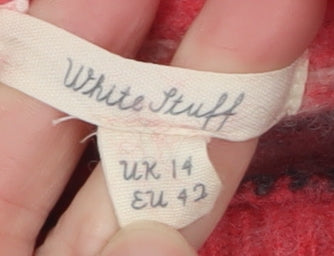 White Stuff
UK 14
EU 42